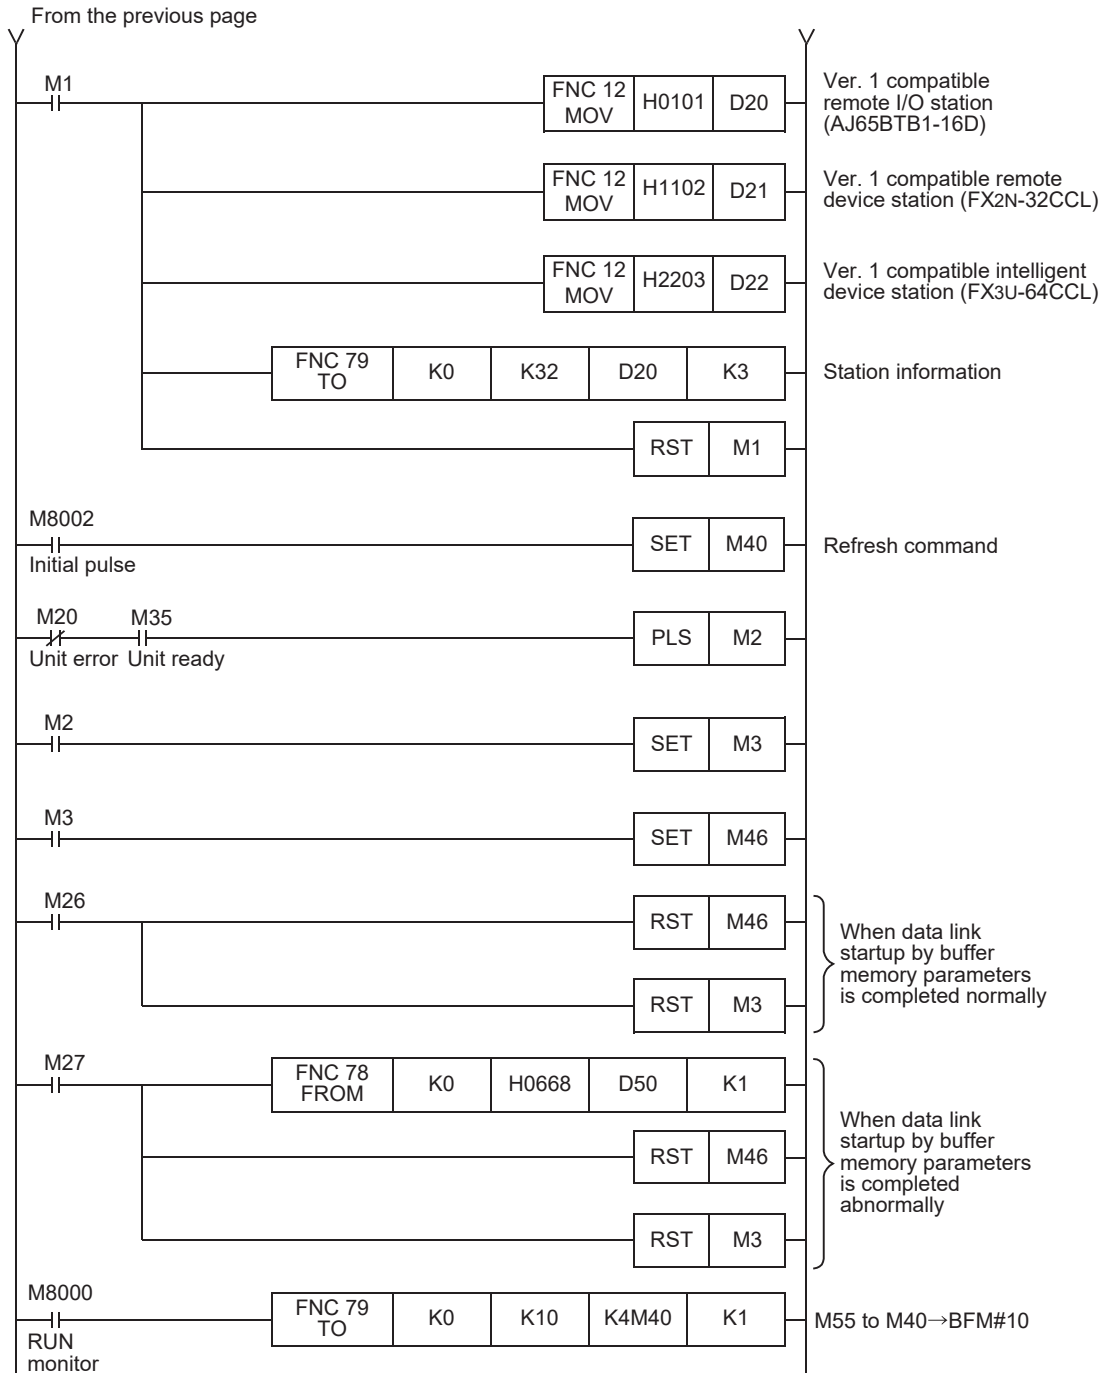 From the previous page
M1
FNC 12 MOV H0101 D20
Ver. 1 compatible
remote I/O station
(AJ65BTB1-16D)
FNC 12 MOV H1102 D21
Ver. 1 compatible remote
device station (FX2N-32CCL)
FNC 12 MOV H2203 D22
Ver. 1 compatible intelligent
device station (FX3U-64CCL)
FNC 79 TO K0 K32 D20 K3
Station information
RST M1
M8002
Initial pulse
SET M40
Refresh command
M20 M35
Unit error Unit ready
PLS M2
M2
SET M3
M3
SET M46
M26
RST M46
RST M3
When data link
startup by buffer
memory parameters
is completed normally
M27
FNC 78 FROM K0 H0668 D50 K1
RST M46
RST M3
When data link
startup by buffer
memory parameters
is completed
abnormally
M8000
RUN
monitor
FNC 79 TO K0 K10 K4M40 K1
M55 to M40→BFM#10